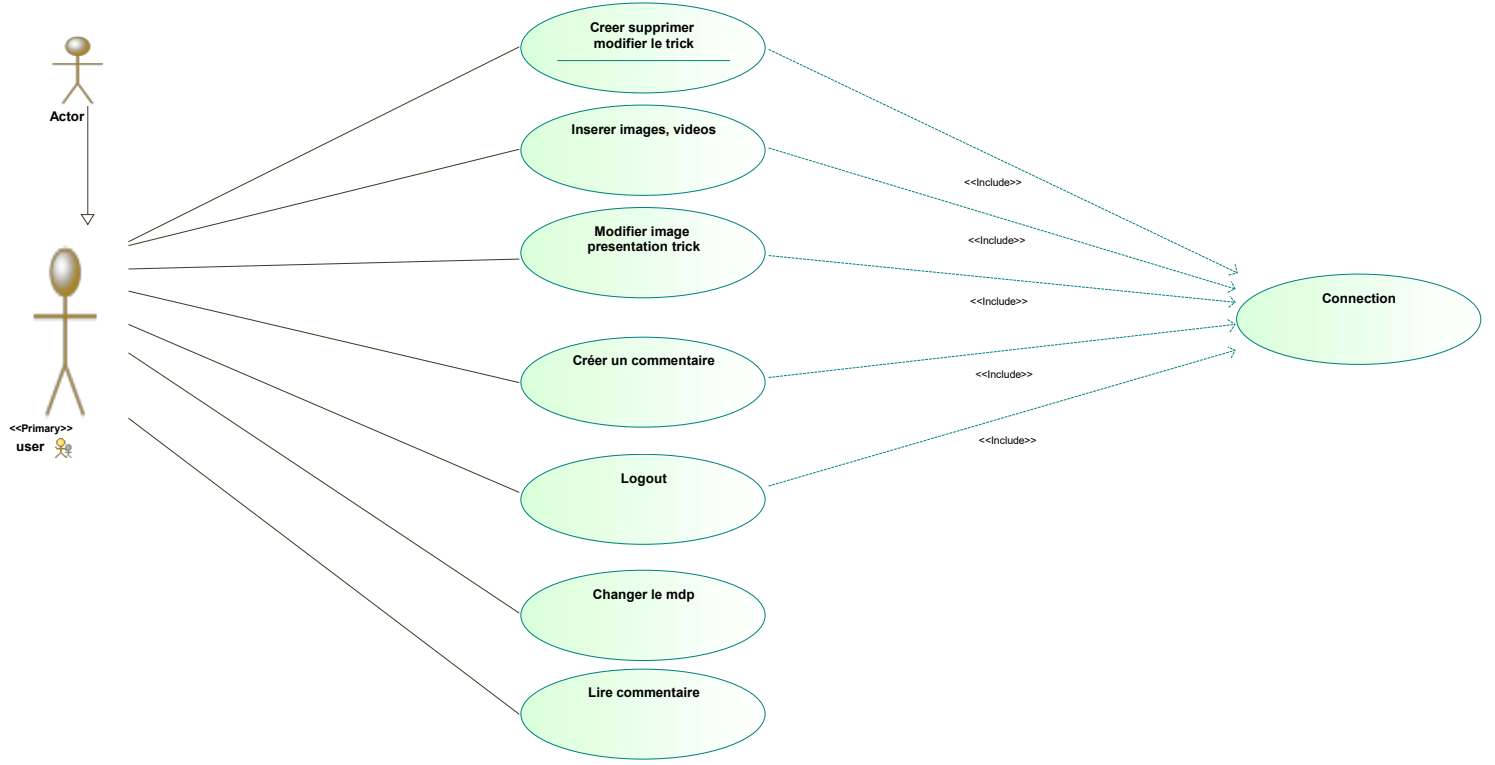 Creer supprimer
modifier le trick
Actor
Inserer images, videos
<<Include>>
Modifier image
presentation trick
<<Include>>
<<Include>>
Connection
Créer un commentaire
<<Include>>
<<Primary>>
user
<<Include>>
Logout
Changer le mdp
Lire commentaire